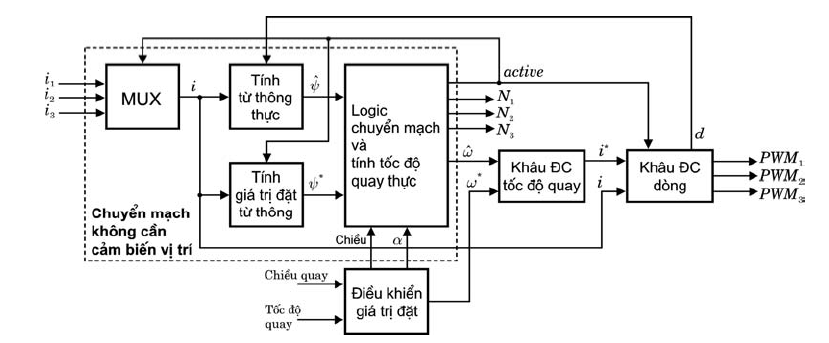 active
i₁
i₂
i₃
MUX
i
Tính
từ thông
thực
ψ̂
Logic
chuyển mạch
và
tính tốc độ
quay thực
N₁
N₂
N₃
d
Tính
giá trị đặt
từ thông
ψ*
ω̂
ω*
Khâu ĐC
tốc độ quay
i*
i
Khâu ĐC
dòng
PWM₁
PWM₂
PWM₃
Chuyển mạch
không cần
cảm biến vị trí
Chiều
α
Chiều quay
Tốc độ
quay
Điều khiển
giá trị đặt